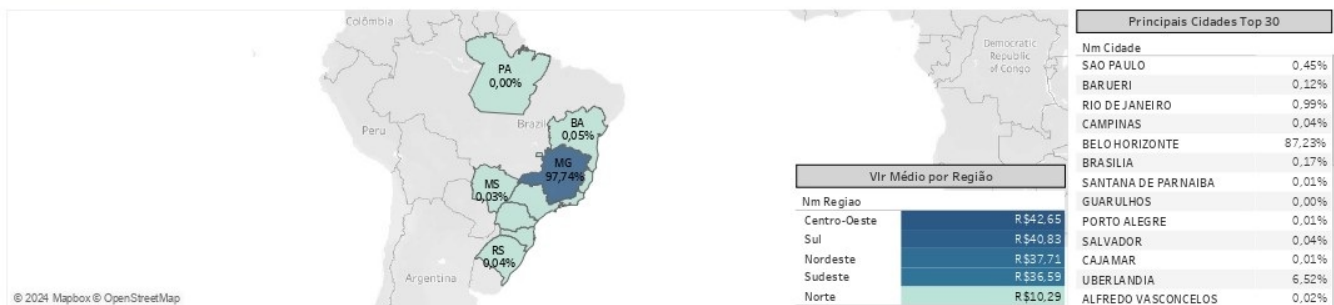 Colômbia
Democratic
Republic
of Congo
PA
0,00%
Peru
Brazil
BA
0,05%
MG
97,74%
MS
0,03%
RS
0,04%
Argentina
© 2024 Mapbox © OpenStreetMap
Vlr Médio por Região
Nm Regiao
Centro-Oeste R$42,65
Sul R$40,83
Nordeste R$37,71
Sudeste R$36,59
Norte R$10,29
Principais Cidades Top 30
Nm Cidade
SAO PAULO 0,45%
BARUERI 0,12%
RIO DE JANEIRO 0,99%
CAMPINAS 0,04%
BELO HORIZONTE 87,23%
BRASILIA 0,17%
SANTANA DE PARNAIBA 0,01%
GUARULHOS 0,00%
PORTO ALEGRE 0,01%
SALVADOR 0,04%
CAJAMAR 0,01%
UBERLANDIA 6,52%
ALFREDO VASCONCELOS 0,02%